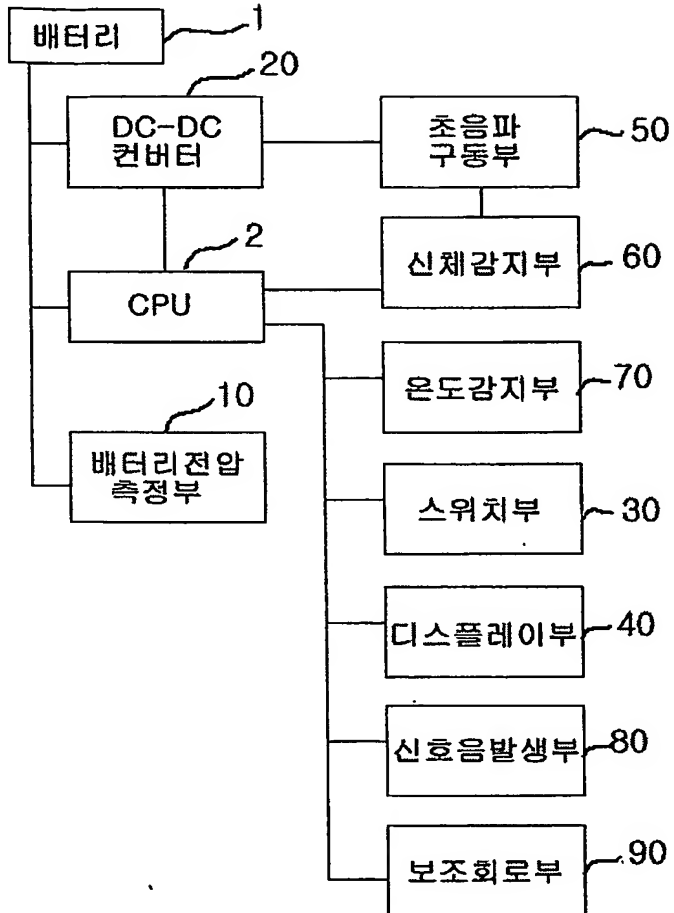 배터리
1
20
DC-DC
컨버터
초음파
구동부
50
2
CPU
신체감지부
60
온도감지부
70
10
배터리전압
측정부
스위치부
30
디스플레이부
40
신호음발생부
80
보조회로부
90